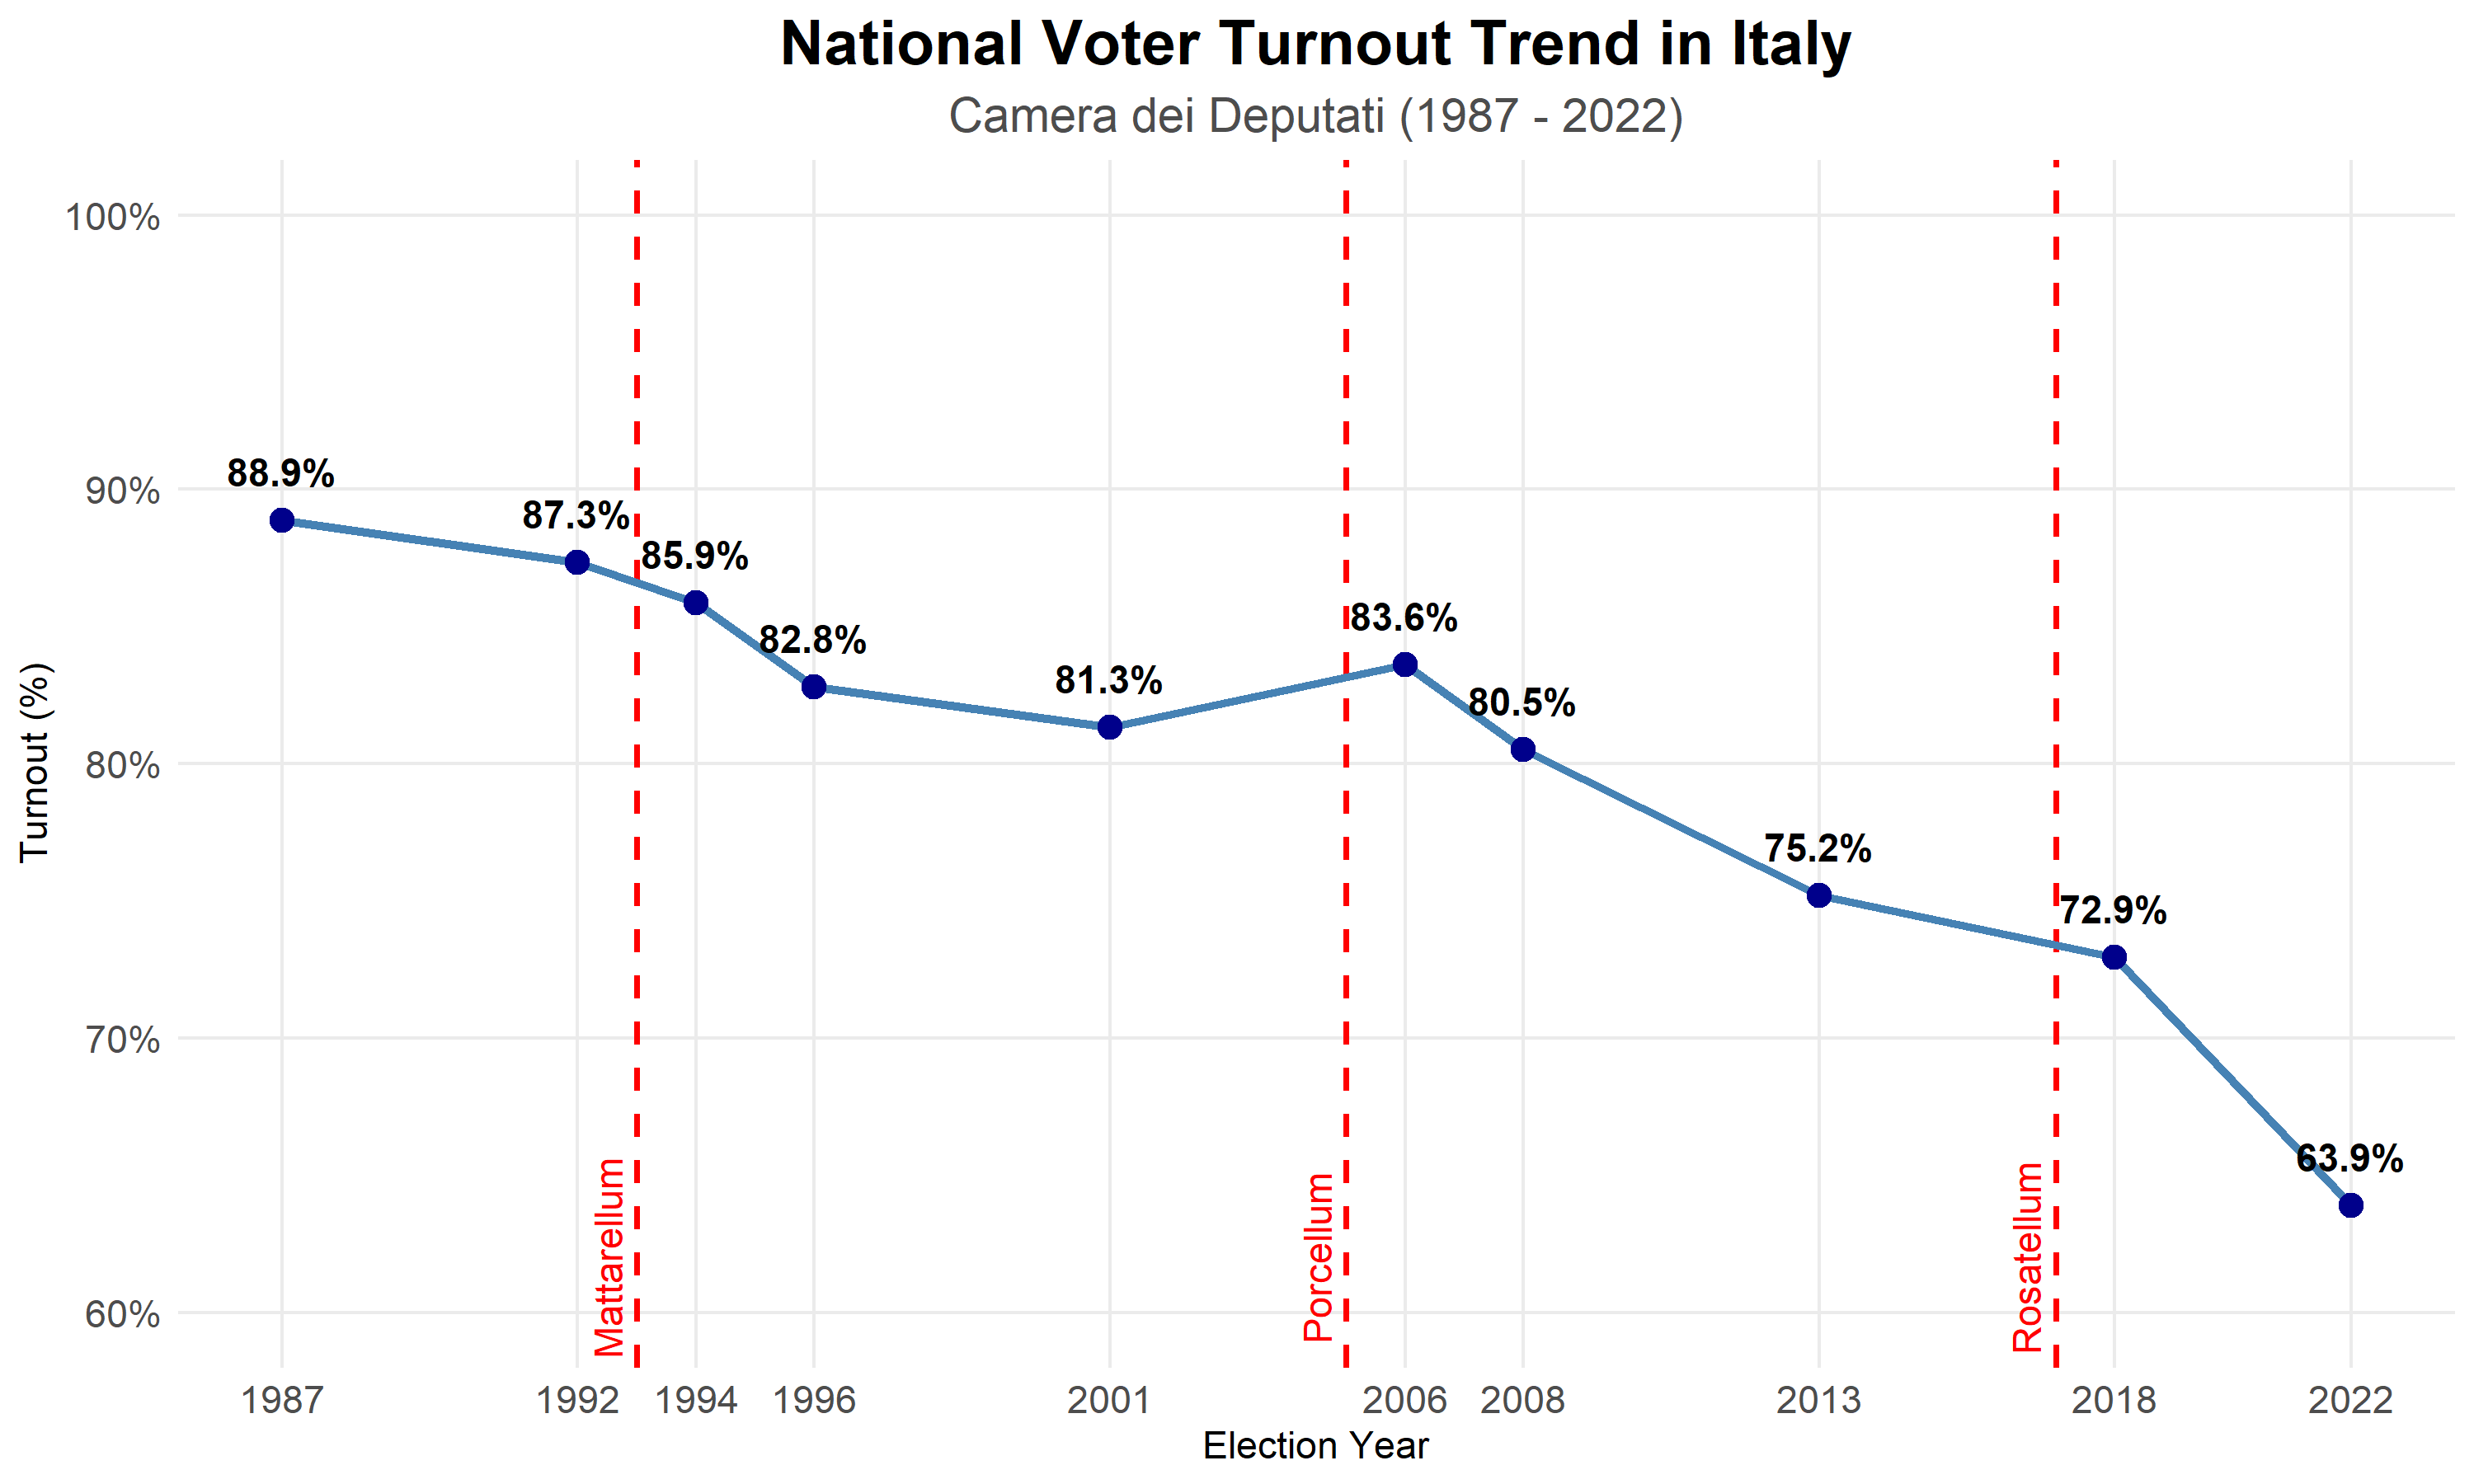 National Voter Turnout Trend in Italy
Camera dei Deputati (1987 - 2022)
Turnout (%)
100%
90%
80%
70%
60%
88.9%
87.3%
85.9%
82.8%
81.3%
83.6%
80.5%
75.2%
72.9%
63.9%
Mattarellum
Porcellum
Rosatellum
1987 1992 1994 1996 2001 2006 2008 2013 2018 2022
Election Year